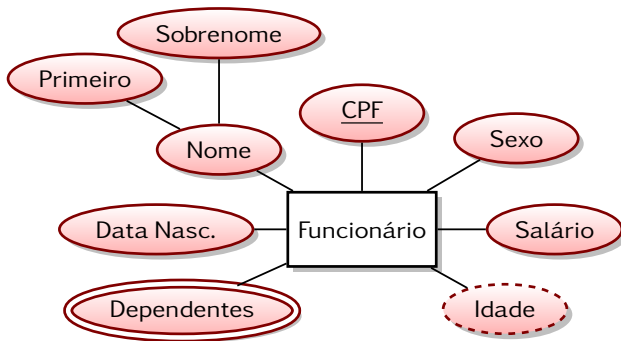 Sobrenome
Primeiro
CPF
Sexo
Nome
Data Nasc.
Funcionário
Salário
Dependentes
Idade